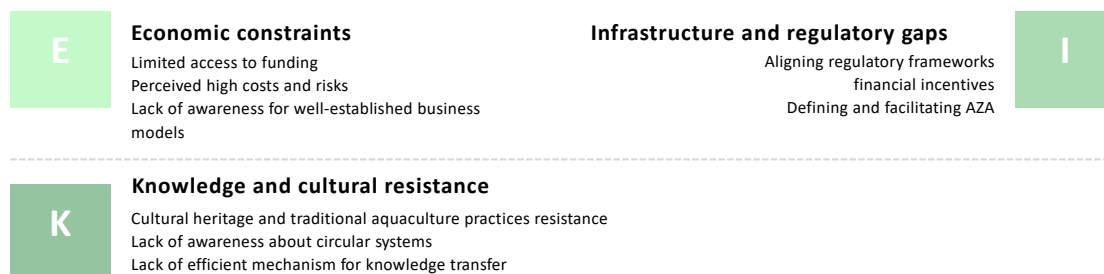 E
Economic constraints
Limited access to funding
Perceived high costs and risks
Lack of awareness for well-established business
models
Infrastructure and regulatory gaps
Aligning regulatory frameworks
financial incentives
Defining and facilitating AZA
I
K
Knowledge and cultural resistance
Cultural heritage and traditional aquaculture practices resistance
Lack of awareness about circular systems
Lack of efficient mechanism for knowledge transfer